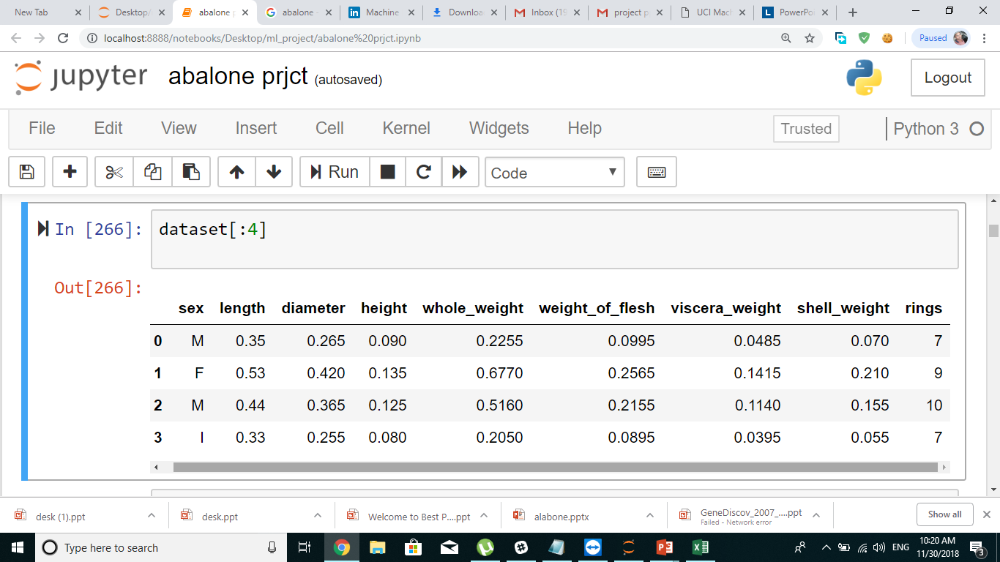 New Tab Desktop/ abalone p abalone - Machine Downloa Inbox (19 project p UCI Mac PowerPoi
localhost:8888/notebooks/Desktop/ml_project/abalone%20prjct.ipynb Paused
jupyter abalone prjct (autosaved) Logout
File Edit View Insert Cell Kernel Widgets Help Trusted Python 3
Run Code
In [266]: dataset[:4]
Out[266]:
sex length diameter height whole_weight weight_of_flesh viscera_weight shell_weight rings
0 M 0.35 0.265 0.090 0.2255 0.0995 0.0485 0.070 7
1 F 0.53 0.420 0.135 0.6770 0.2565 0.1415 0.210 9
2 M 0.44 0.365 0.125 0.5160 0.2155 0.1140 0.155 10
3 I 0.33 0.255 0.080 0.2050 0.0895 0.0395 0.055 7
desk (1).ppt desk.ppt Welcome to Best P....ppt alabone.pptx GeneDiscov_2007_....ppt Show all
Failed - Network error
Type here to search ENG 10:20 AM
11/30/2018 3